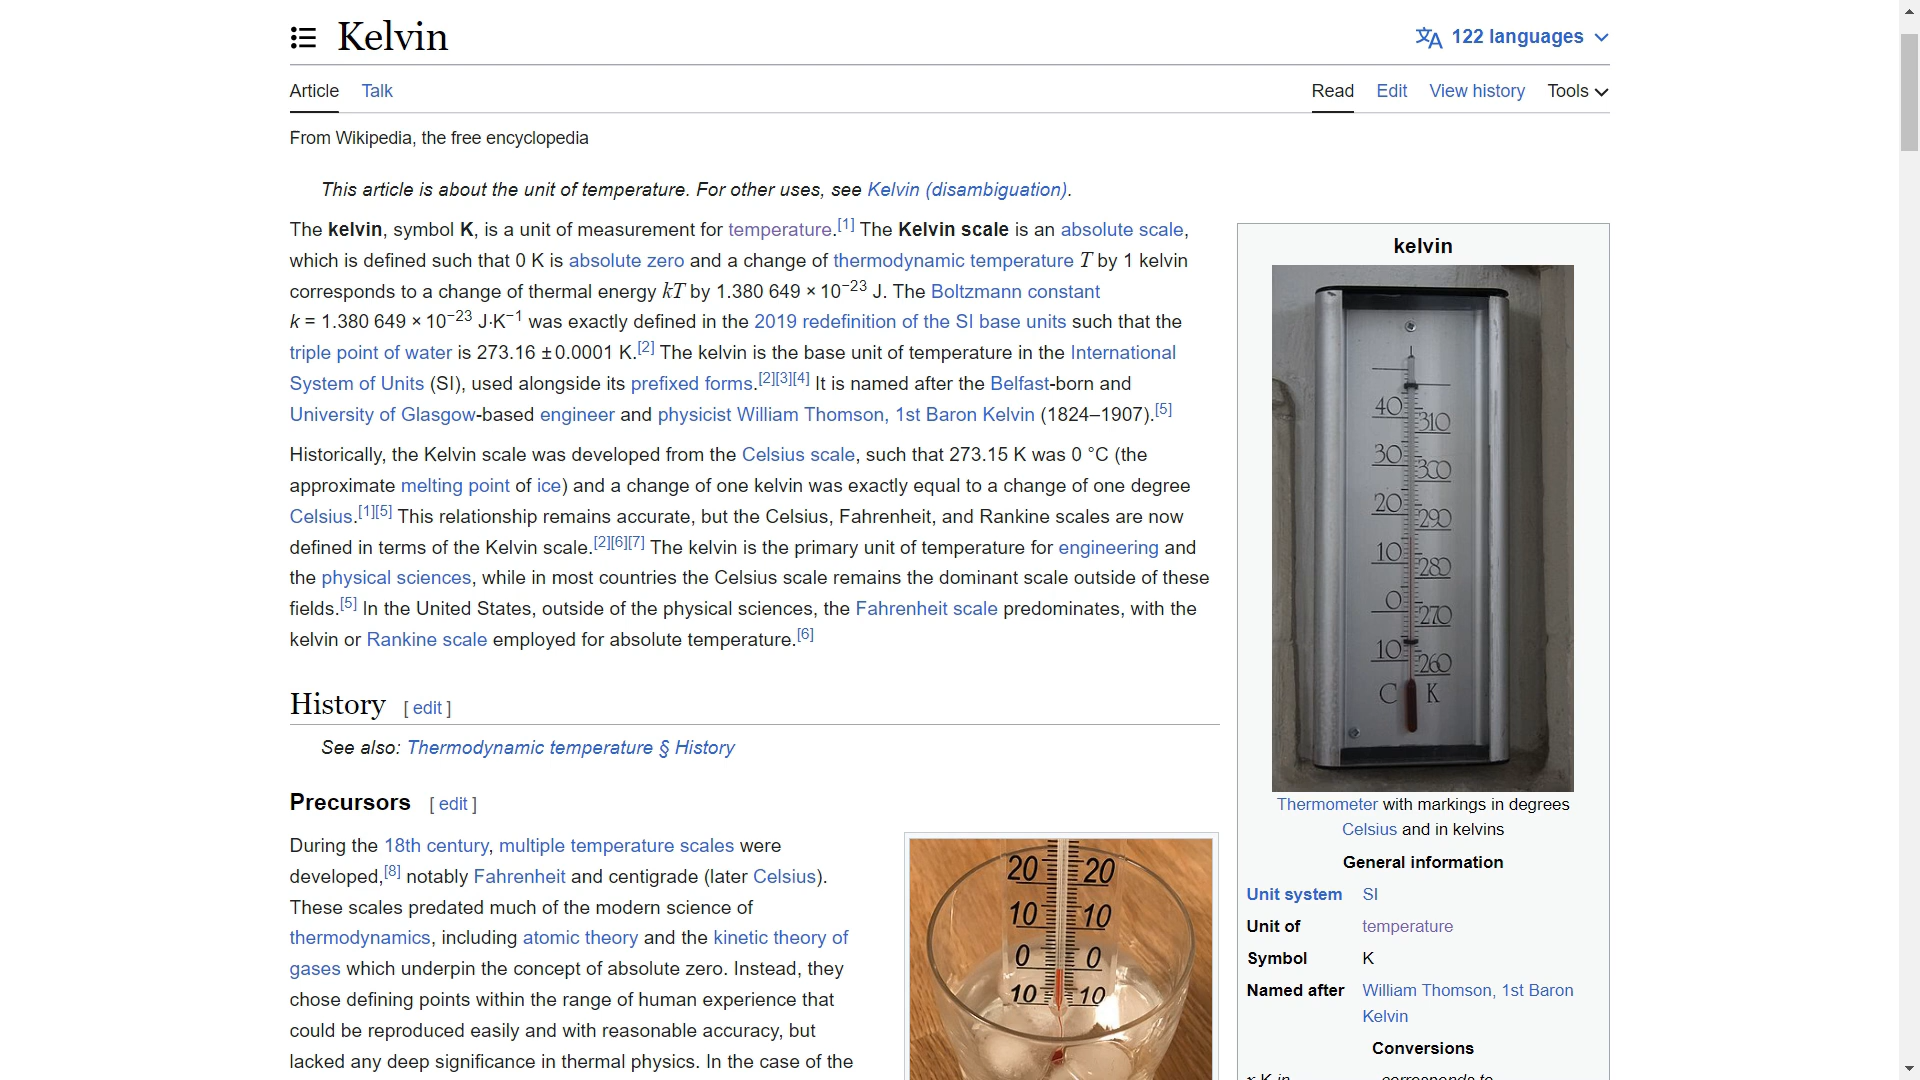 Kelvin
122 languages
Article Talk
Read Edit View history Tools
From Wikipedia, the free encyclopedia
This article is about the unit of temperature. For other uses, see Kelvin (disambiguation).
The kelvin, symbol K, is a unit of measurement for temperature.[1] The Kelvin scale is an absolute scale,
which is defined such that 0 K is absolute zero and a change of thermodynamic temperature T by 1 kelvin
corresponds to a change of thermal energy kT by 1.380 649 × 10−23 J. The Boltzmann constant
k = 1.380 649 × 10−23 J⋅K−1 was exactly defined in the 2019 redefinition of the SI base units such that the
triple point of water is 273.16 ±0.0001 K.[2] The kelvin is the base unit of temperature in the International
System of Units (SI), used alongside its prefixed forms.[2][3][4] It is named after the Belfast-born and
University of Glasgow-based engineer and physicist William Thomson, 1st Baron Kelvin (1824–1907).[5]
Historically, the Kelvin scale was developed from the Celsius scale, such that 273.15 K was 0 °C (the
approximate melting point of ice) and a change of one kelvin was exactly equal to a change of one degree
Celsius.[1][5] This relationship remains accurate, but the Celsius, Fahrenheit, and Rankine scales are now
defined in terms of the Kelvin scale.[2][6][7] The kelvin is the primary unit of temperature for engineering and
the physical sciences, while in most countries the Celsius scale remains the dominant scale outside of these
fields.[5] In the United States, outside of the physical sciences, the Fahrenheit scale predominates, with the
kelvin or Rankine scale employed for absolute temperature.[6]
History [ edit ]
See also: Thermodynamic temperature § History
Precursors [ edit ]
During the 18th century, multiple temperature scales were
developed,[8] notably Fahrenheit and centigrade (later Celsius).
These scales predated much of the modern science of
thermodynamics, including atomic theory and the kinetic theory of
gases which underpin the concept of absolute zero. Instead, they
chose defining points within the range of human experience that
could be reproduced easily and with reasonable accuracy, but
lacked any deep significance in thermal physics. In the case of the
20 20
10 10
0 0
10 10
kelvin
40 310
30 300
20 290
10 280
0 270
10 260
C K
Thermometer with markings in degrees
Celsius and in kelvins
General information
Unit system SI
Unit of temperature
Symbol K
Named after William Thomson, 1st Baron
Kelvin
Conversions
x K in ... ... corresponds to ...